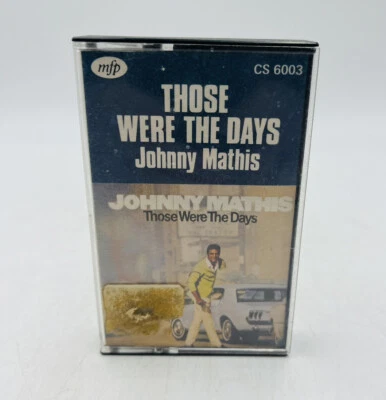 mfp
CS 6003
THOSE
WERE THE DAYS
Johnny Mathis
JOHNNY MATHIS
Those Were The Days